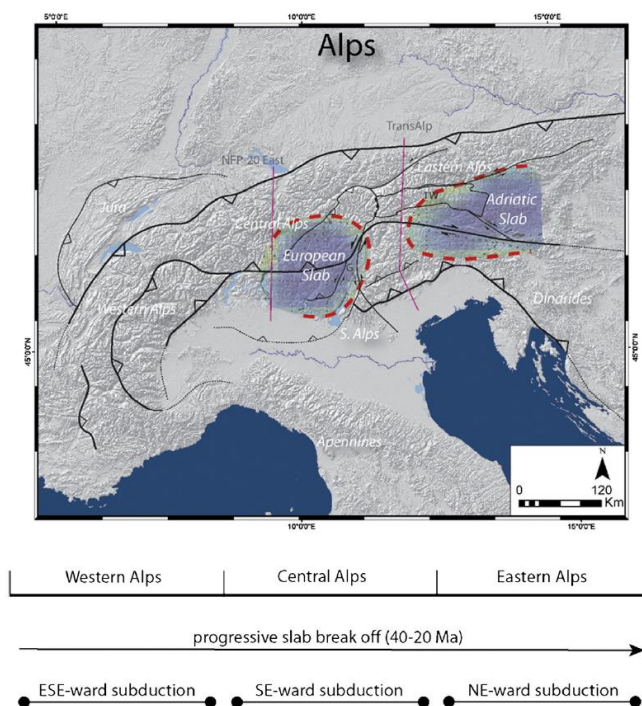 Alps
5°0'0"E
10°0'0"E
15°0'0"E
TransAlp
NFP 20 East
Eastern Alps
TW
Jura
Central Alps
Adriatic
Slab
European
Slab
Western Alps
Dinarides
S. Alps
45°0'0"N
45°0'0"N
Apennines
N
0
120
Km
10°0'0"E
15°0'0"E
Western Alps
Central Alps
Eastern Alps
progressive slab break off (40-20 Ma)
ESE-ward subduction
SE-ward subduction
NE-ward subduction